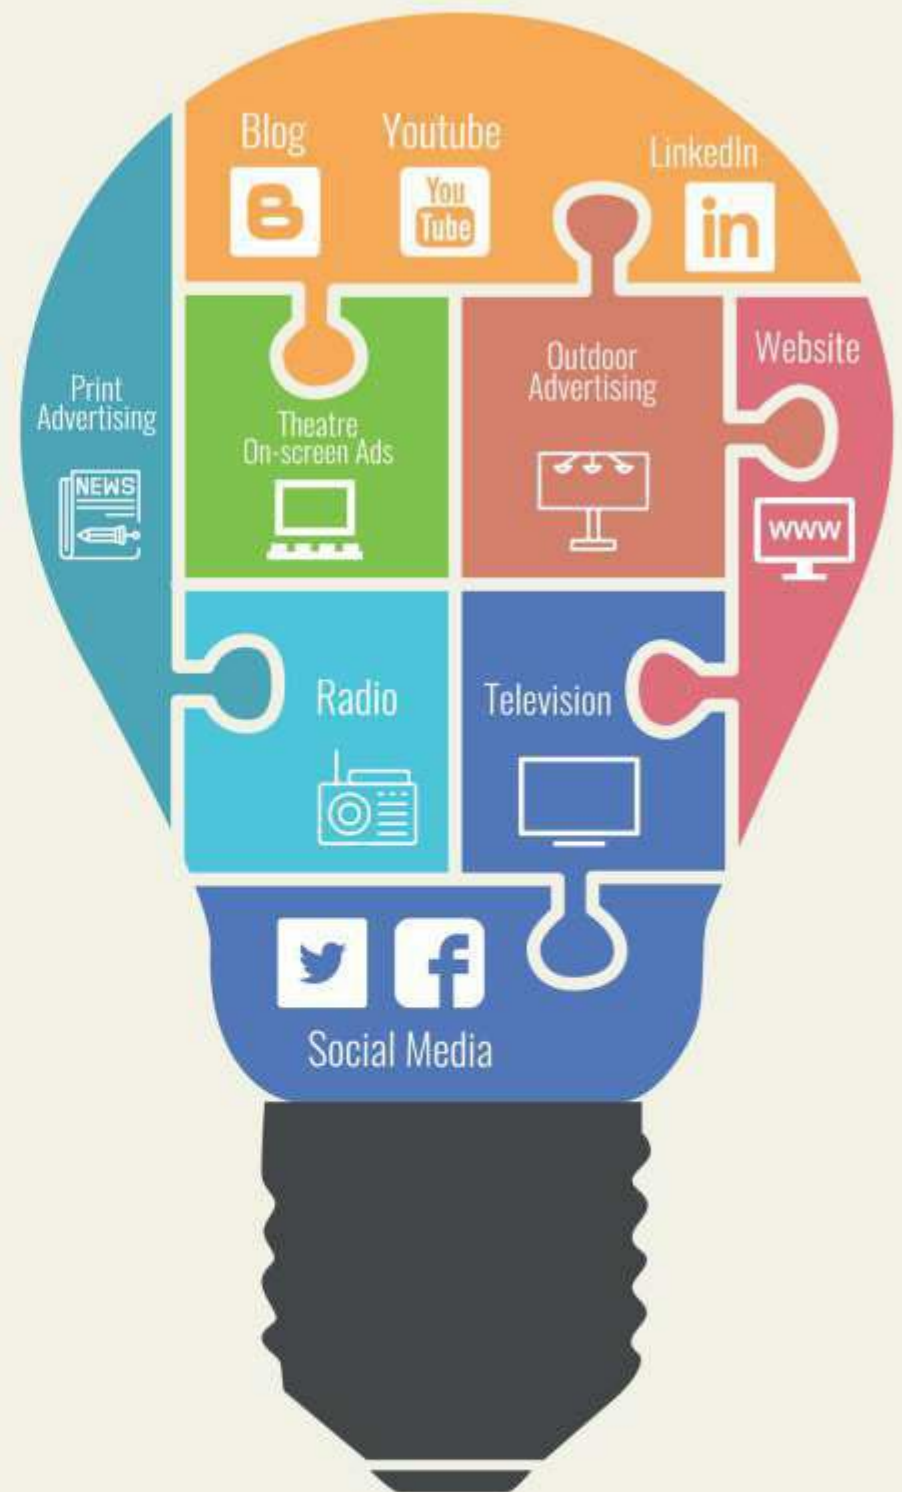 Blog
Youtube
LinkedIn
You
Tube
in
Print
Advertising
NEWS
Theatre
On-screen Ads
Outdoor
Advertising
Website
www
Radio
Television
Social Media